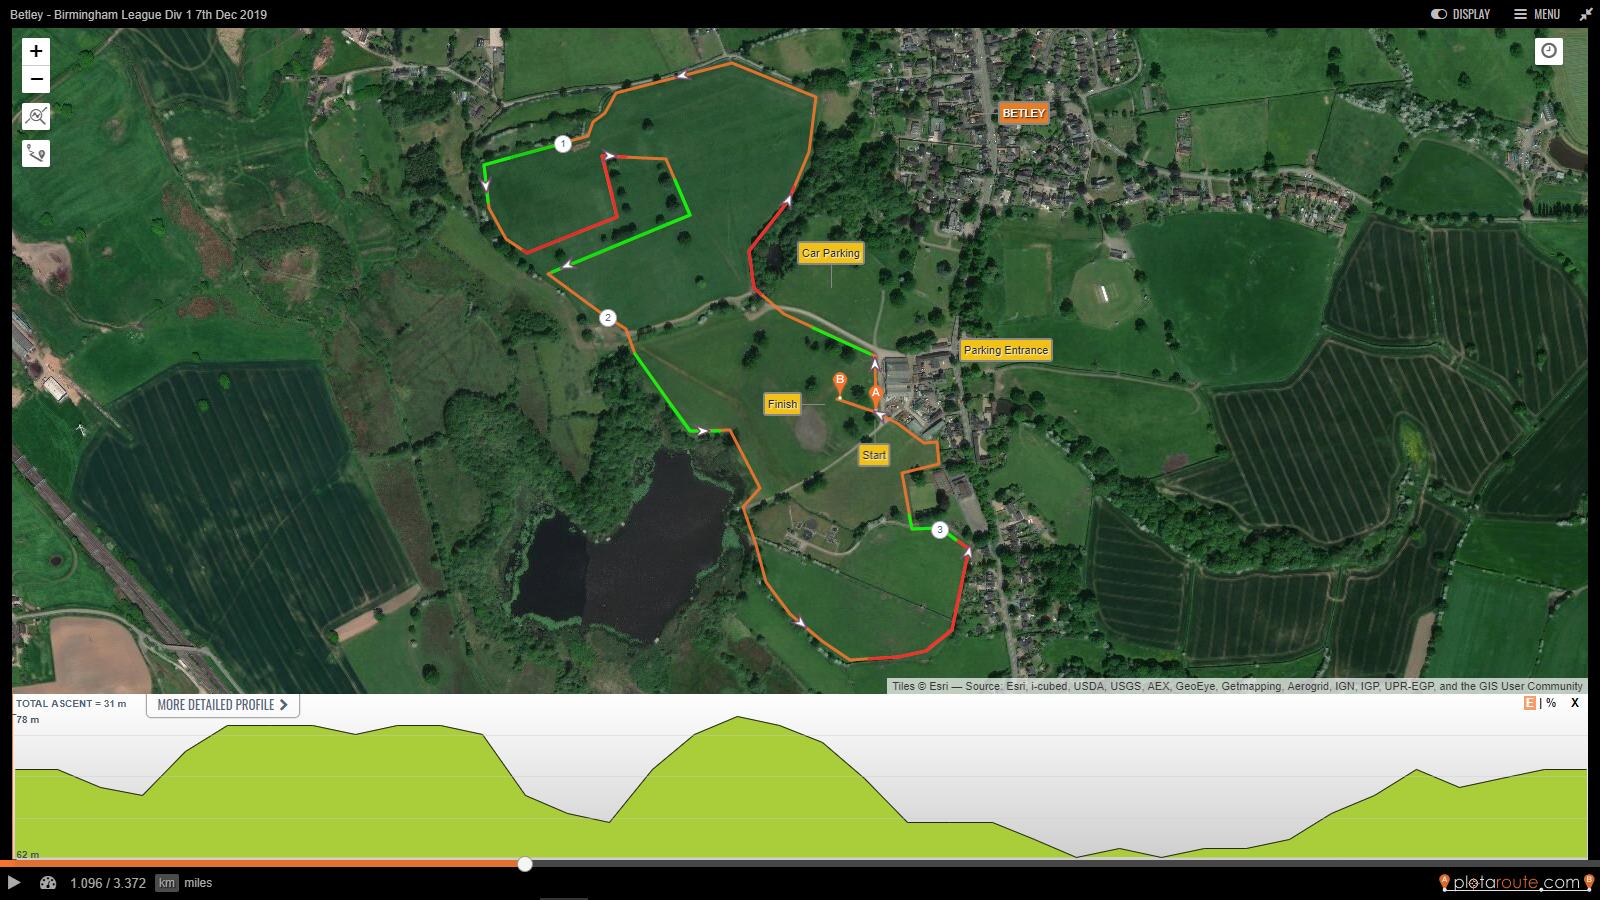 Betley - Birmingham League Div 1 7th Dec 2019
DISPLAY
MENU
+
−
BETLEY
1
Car Parking
2
Parking Entrance
B
A
Finish
Start
3
Tiles © Esri — Source: Esri, i-cubed, USDA, USGS, AEX, GeoEye, Getmapping, Aerogrid, IGN, IGP, UPR-EGP, and the GIS User Community
TOTAL ASCENT = 31 m
MORE DETAILED PROFILE
E | % X
78 m
62 m
1.096 / 3.372 km miles
A plotaroute.com B